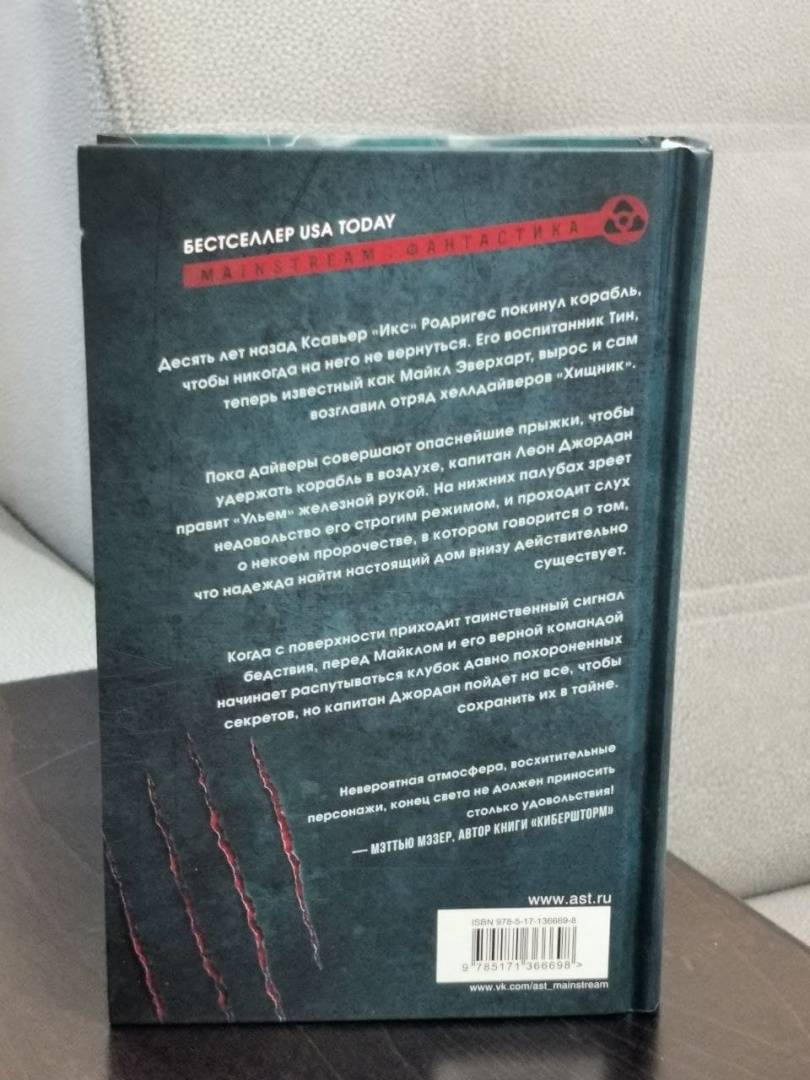 БЕСТСЕЛЛЕР USA TODAY
MAINSTREAM. ФАНТАСТИКА
Десять лет назад Ксавьер "Икс" Родригес покинул корабль,
чтобы никогда на него не вернуться. Его воспитанник Тин,
теперь известный как Майкл Эверхарт, вырос и сам
возглавил отряд хеллдайверов "Хищник".
Пока дайверы совершают опаснейшие прыжки, чтобы
удержать корабль в воздухе, капитан Леон Джордан
правит "Ульем" железной рукой. На нижних палубах зреет
недовольство его строгим режимом, и проходит слух
о некоем пророчестве, в котором говорится о том,
что надежда найти настоящий дом внизу действительно
существует.
Когда с поверхности приходит таинственный сигнал
бедствия, перед Майклом и его верной командой
начинает распутываться клубок давно похороненных
секретов, но капитан Джордан пойдет на все, чтобы
сохранить их в тайне.
Невероятная атмосфера, восхитительные
персонажи, конец света не должен приносить
столько удовольствия!
— МЭТТЬЮ МЭЗЕР, АВТОР КНИГИ «КИБЕРШТОРМ»
www.ast.ru
ISBN 978-5-17-136669-8
9 785171 366698 >
www.vk.com/ast_mainstream